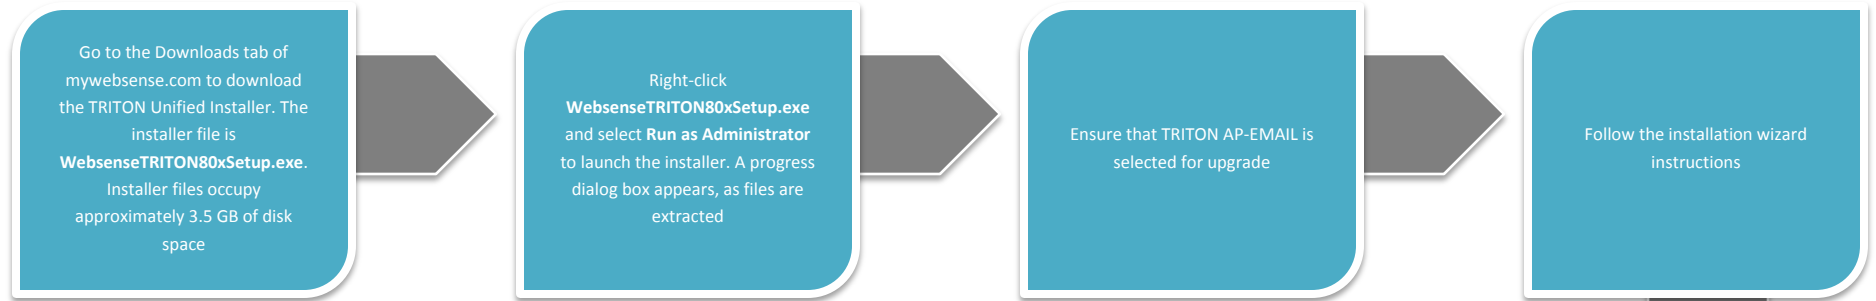 Go to the Downloads tab of
mywebsense.com to download
the TRITON Unified Installer. The
installer file is
WebsenseTRITON80xSetup.exe.
Installer files occupy
approximately 3.5 GB of disk
space
Right-click
WebsenseTRITON80xSetup.exe
and select Run as Administrator
to launch the installer. A progress
dialog box appears, as files are
extracted
Ensure that TRITON AP-EMAIL is
selected for upgrade
Follow the installation wizard
instructions